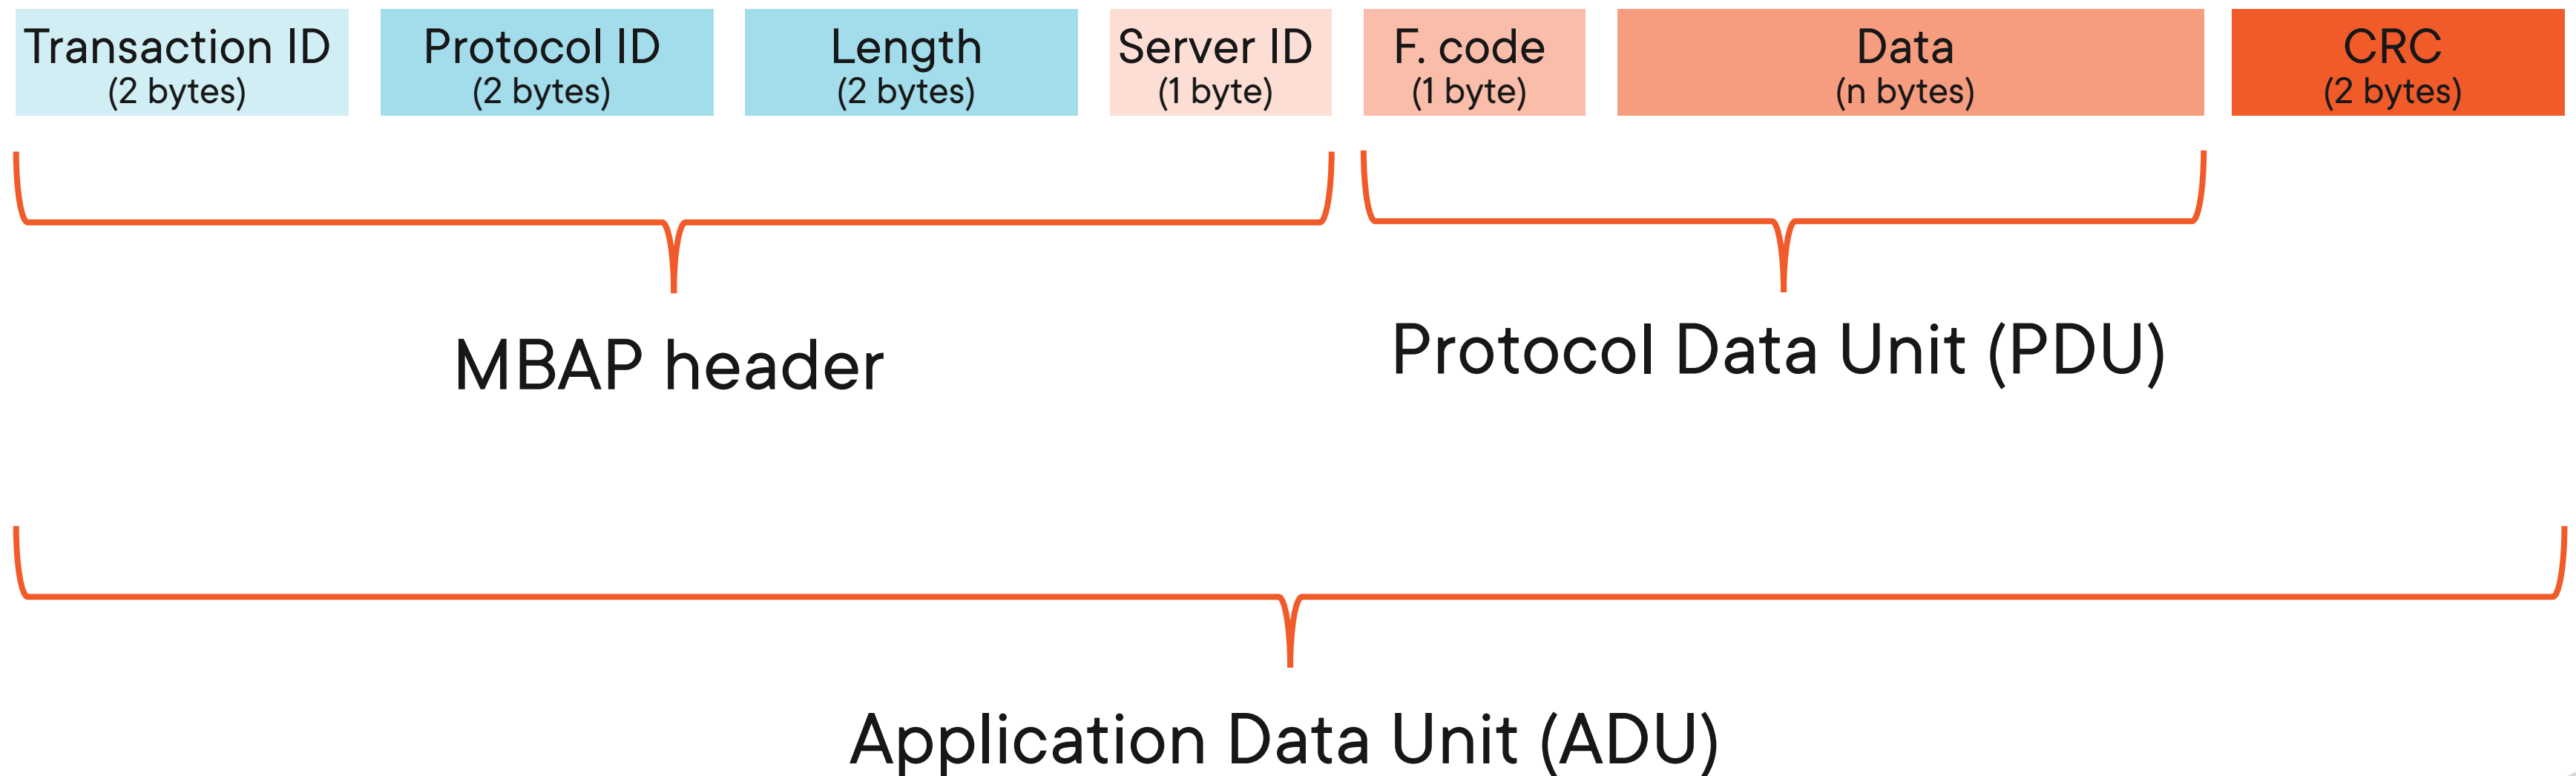 Transaction ID
(2 bytes)
Protocol ID
(2 bytes)
Length
(2 bytes)
Server ID
(1 byte)
F. code
(1 byte)
Data
(n bytes)
CRC
(2 bytes)
MBAP header
Protocol Data Unit (PDU)
Application Data Unit (ADU)